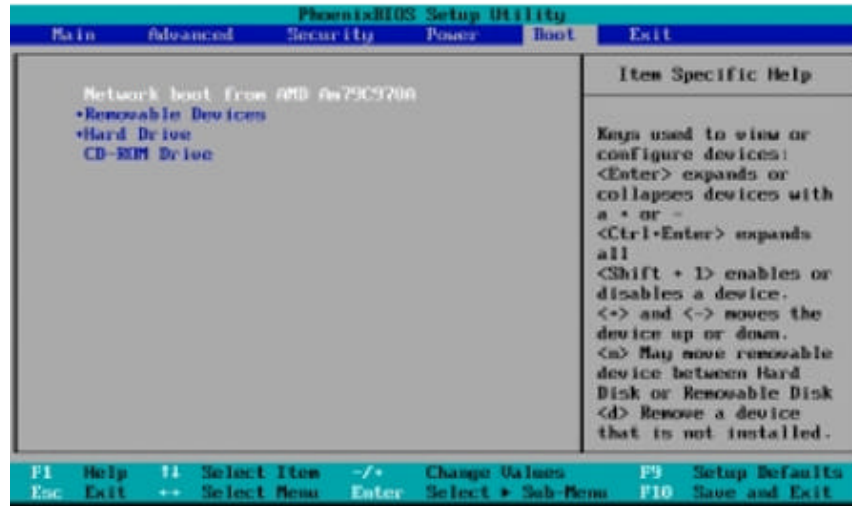 PhoenixBIOS Setup Utility
Main Advanced Security Power Boot Exit
Network boot from AMD Am79C970A
+Removable Devices
+Hard Drive
CD-ROM Drive
Item Specific Help
Keys used to view or
configure devices:
<Enter> expands or
collapses devices with
a + or -
<Ctrl+Enter> expands
all
<Shift + 1> enables or
disables a device.
<+> and <-> moves the
device up or down.
<n> May move removable
device between Hard
Disk or Removable Disk
<d> Remove a device
that is not installed.
F1 Help ↑↓ Select Item -/+ Change Values F9 Setup Defaults
Esc Exit ↔ Select Menu Enter Select ▶ Sub-Menu F10 Save and Exit